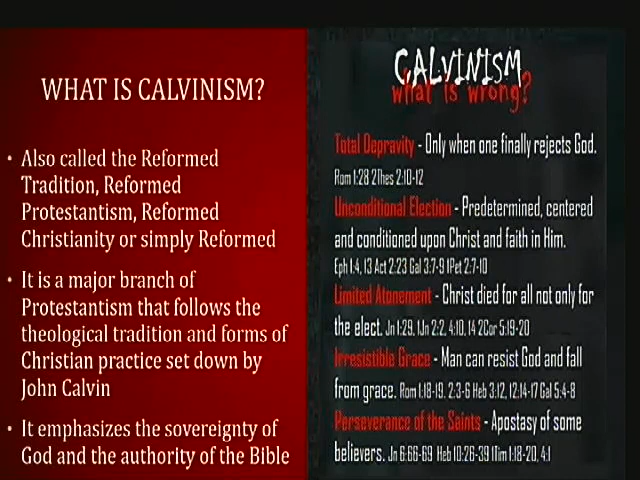 WHAT IS CALVINISM?
• Also called the Reformed
Tradition, Reformed
Protestantism, Reformed
Christianity or simply Reformed
• It is a major branch of
Protestantism that follows the
theological tradition and forms of
Christian practice set down by
John Calvin
• It emphasizes the sovereignty of
God and the authority of the Bible
CALVINISM
what is wrong?
Total Depravity - Only when one finally rejects God.
Rom 1:28 2Thes 2:10-12
Unconditional Election - Predetermined, centered
and conditioned upon Christ and faith in Him.
Eph 1:4, 13 Act 2:23 Gal 3:7-9 1Pet 2:7-10
Limited Atonement - Christ died for all not only for
the elect. Jn 1:29, 1Jn 2:2, 4:10, 14 2Cor 5:19-20
Irresistible Grace - Man can resist God and fall
from grace. Rom 1:18-19. 2:3-6 Heb 3:12, 12:14-17 Gal 5:4-8
Perseverance of the Saints - Apostasy of some
believers. Jn 6:66-69 Heb 10:26-39 1Tim 1:18-20, 4:1